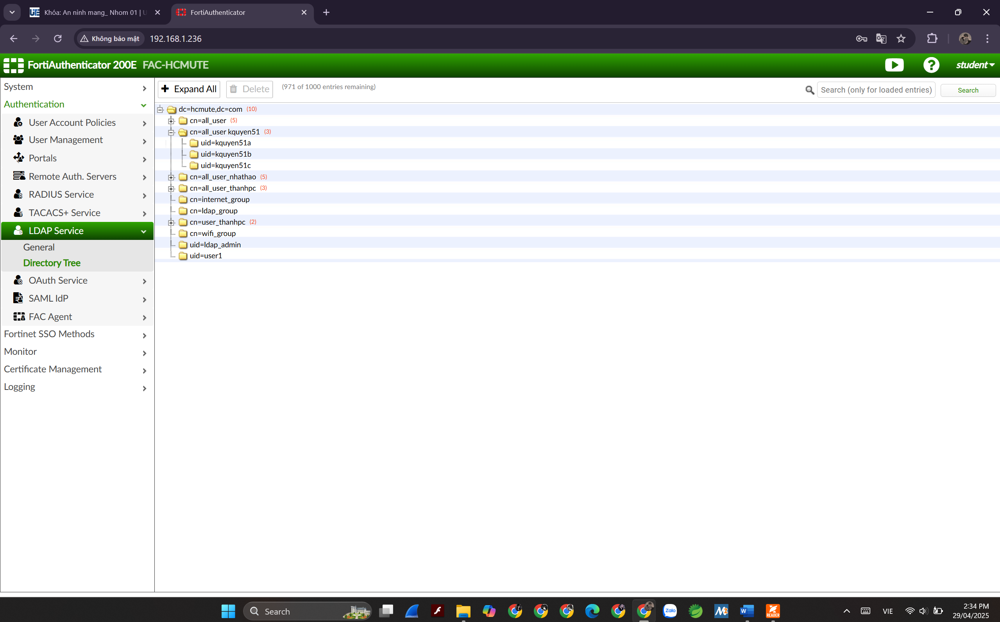 Khóa: An ninh mang_ Nhom 01 | U
FortiAuthenticator
Không bảo mật
192.168.1.236
FortiAuthenticator 200E FAC-HCMUTE
student
System
Authentication
User Account Policies
User Management
Portals
Remote Auth. Servers
RADIUS Service
TACACS+ Service
LDAP Service
General
Directory Tree
OAuth Service
SAML IdP
FAC Agent
Fortinet SSO Methods
Monitor
Certificate Management
Logging
Expand All
Delete
(971 of 1000 entries remaining)
Search (only for loaded entries)
Search
dc=hcmute,dc=com (10)
cn=all_user (5)
cn=all_user kquyen51 (3)
uid=kquyen51a
uid=kquyen51b
uid=kquyen51c
cn=all_user_nhathao (5)
cn=all_user_thanhpc (3)
cn=internet_group
cn=ldap_group
cn=user_thanhpc (2)
cn=wifi_group
uid=ldap_admin
uid=user1
Search
Zalo
READER
VIE
2:34 PM
29/04/2025